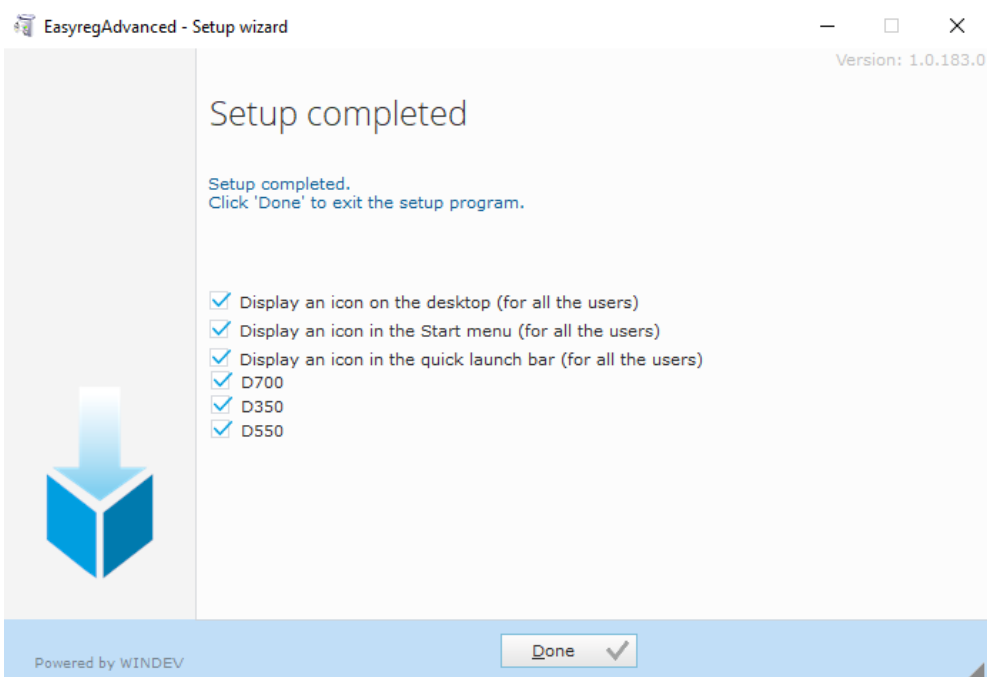 EasyregAdvanced - Setup wizard
Version: 1.0.183.0
Setup completed
Setup completed.
Click 'Done' to exit the setup program.
Display an icon on the desktop (for all the users)
Display an icon in the Start menu (for all the users)
Display an icon in the quick launch bar (for all the users)
D700
D350
D550
Done
Powered by WINDEV